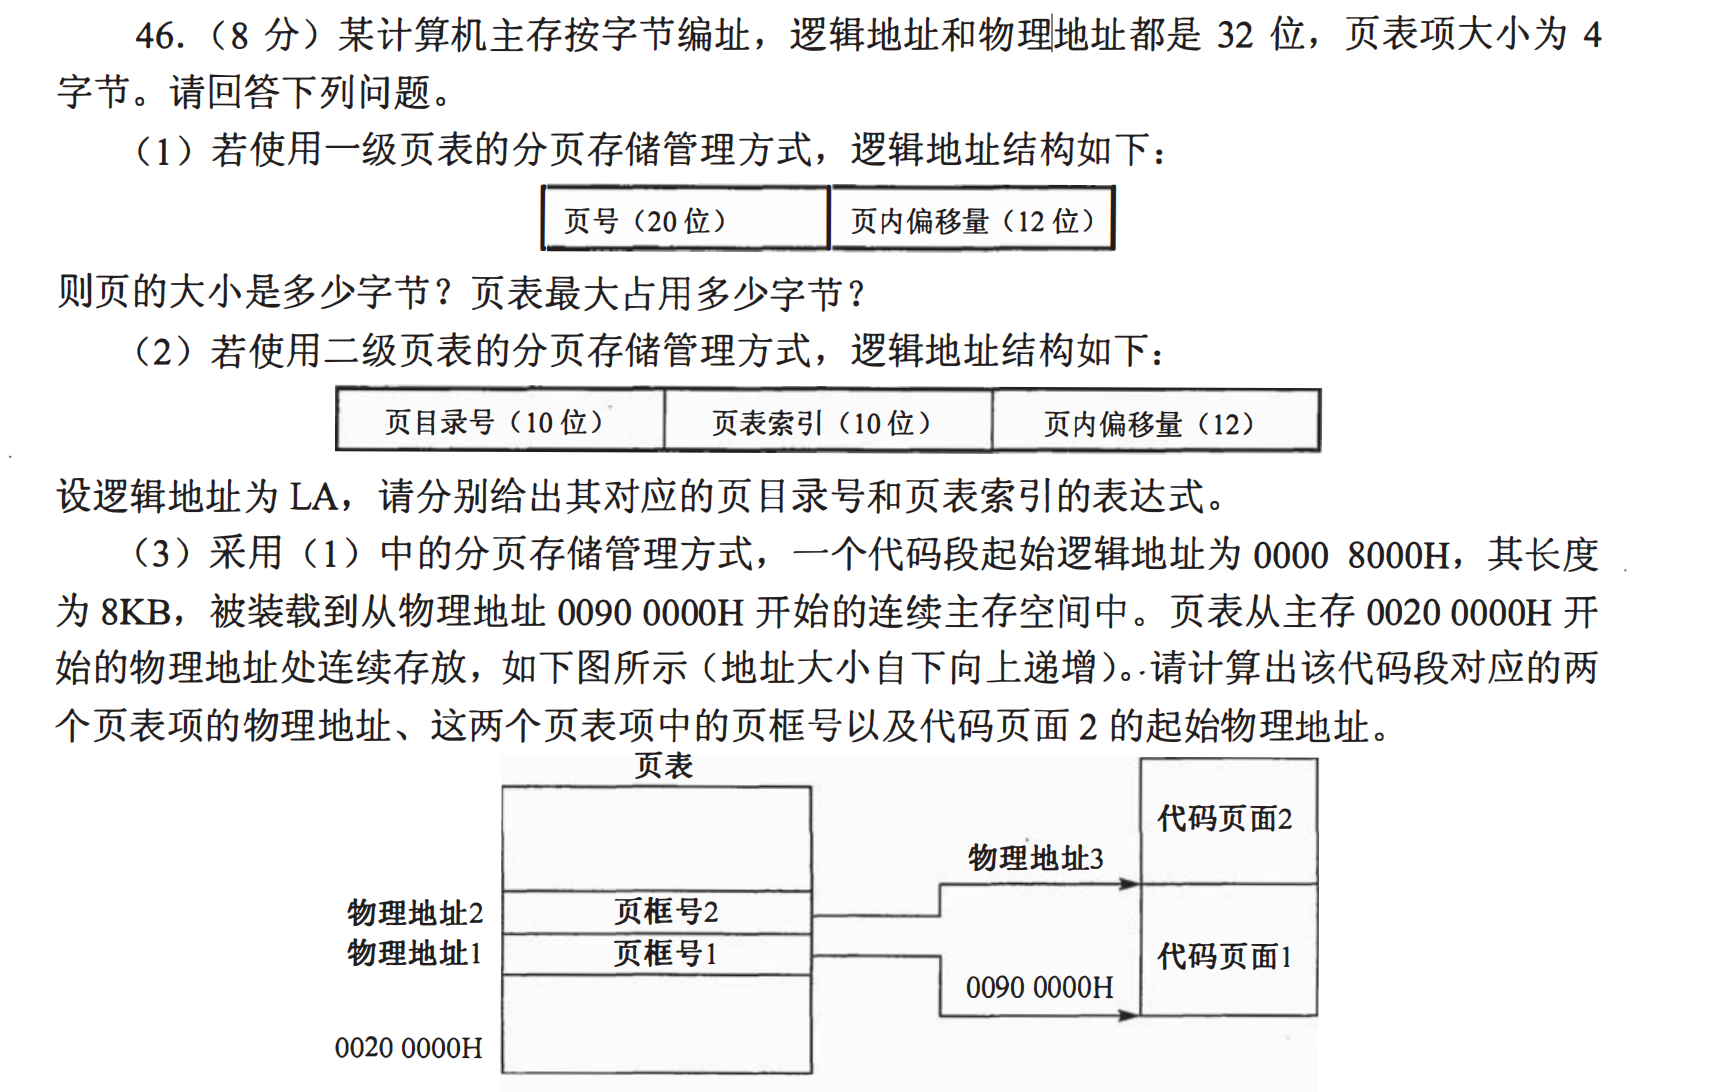 46.（8 分）某计算机主存按字节编址，逻辑地址和物理地址都是 32 位，页表项大小为 4
字节。请回答下列问题。
（1）若使用一级页表的分页存储管理方式，逻辑地址结构如下：
页号（20 位） 页内偏移量（12 位）
则页的大小是多少字节？页表最大占用多少字节？
（2）若使用二级页表的分页存储管理方式，逻辑地址结构如下：
页目录号（10 位） 页表索引（10 位） 页内偏移量（12）
设逻辑地址为 LA，请分别给出其对应的页目录号和页表索引的表达式。
（3）采用（1）中的分页存储管理方式，一个代码段起始逻辑地址为 0000 8000H，其长度
为 8KB，被装载到从物理地址 0090 0000H 开始的连续主存空间中。页表从主存 0020 0000H 开
始的物理地址处连续存放，如下图所示（地址大小自下向上递增）。请计算出该代码段对应的两
个页表项的物理地址、这两个页表项中的页框号以及代码页面 2 的起始物理地址。
页表
代码页面2
物理地址3
物理地址2 页框号2
物理地址1 页框号1
代码页面1
0090 0000H
0020 0000H